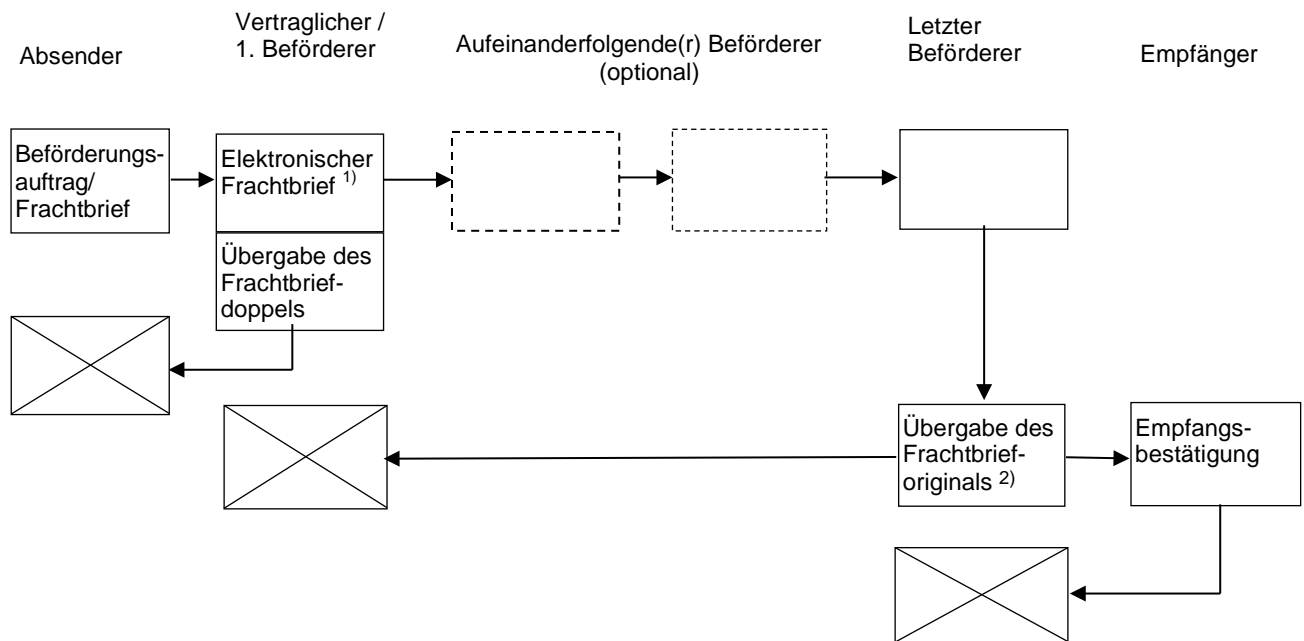 Absender
Vertraglicher /
1. Beförderer
Aufeinanderfolgende(r) Beförderer
(optional)
Letzter
Beförderer
Empfänger
Beförderungs-
auftrag/
Frachtbrief
Elektronischer
Frachtbrief 1)
Übergabe des
Frachtbrief-
doppels
Übergabe des
Frachtbrief-
originals 2)
Empfangs-
bestätigung